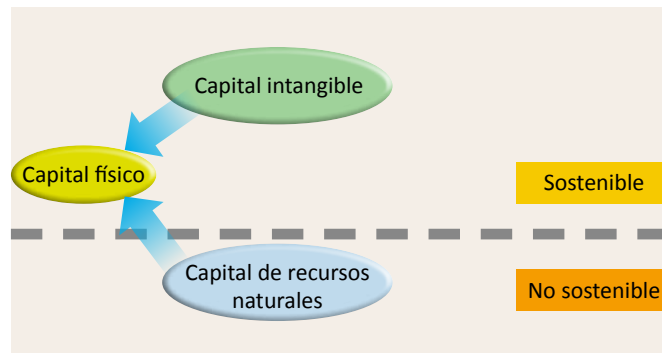 Capital intangible
Capital físico
Sostenible
Capital de recursos
naturales
No sostenible